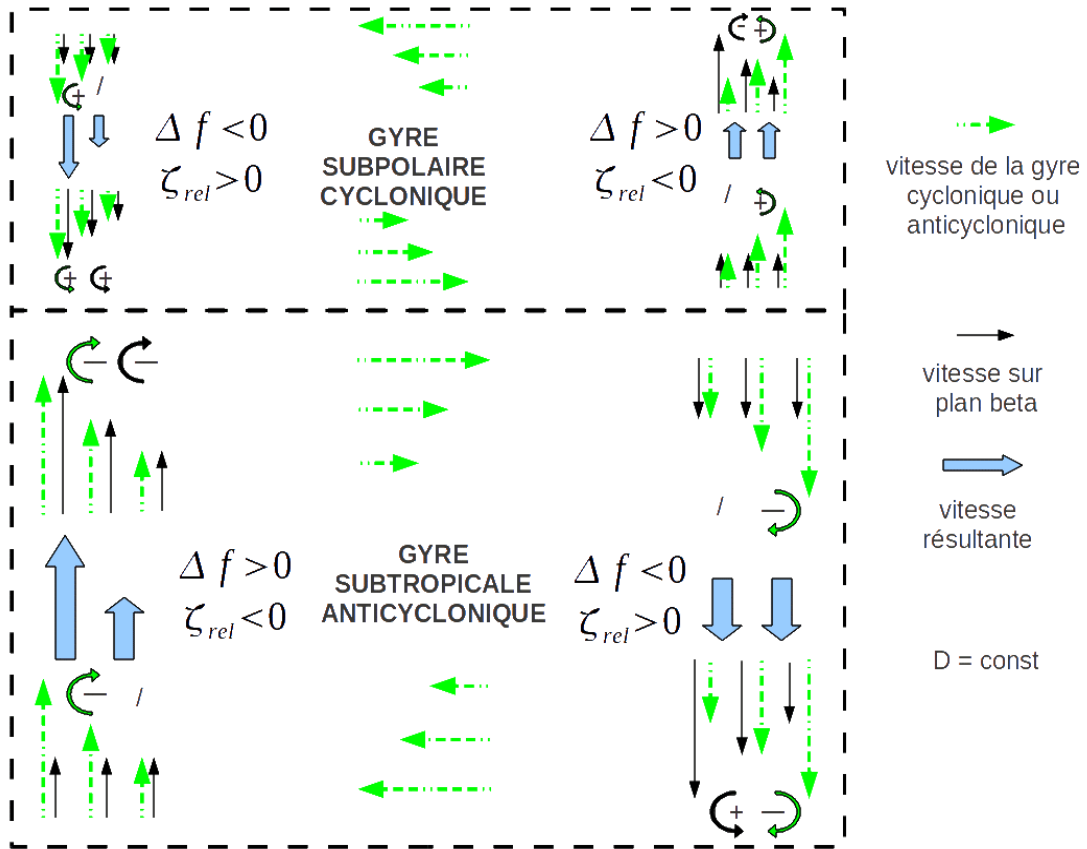 Δ f < 0
ζrel > 0
GYRE
SUBPOLAIRE
CYCLONIQUE
Δ f > 0
ζrel < 0
+ /
+ +
- +
/ +
vitesse de la gyre
cyclonique ou
anticyclonique
— —
Δ f > 0
ζrel < 0
— /
GYRE
SUBTROPICALE
ANTICYCLONIQUE
/ —
Δ f < 0
ζrel > 0
+ —
vitesse sur
plan beta
vitesse
résultante
D = const